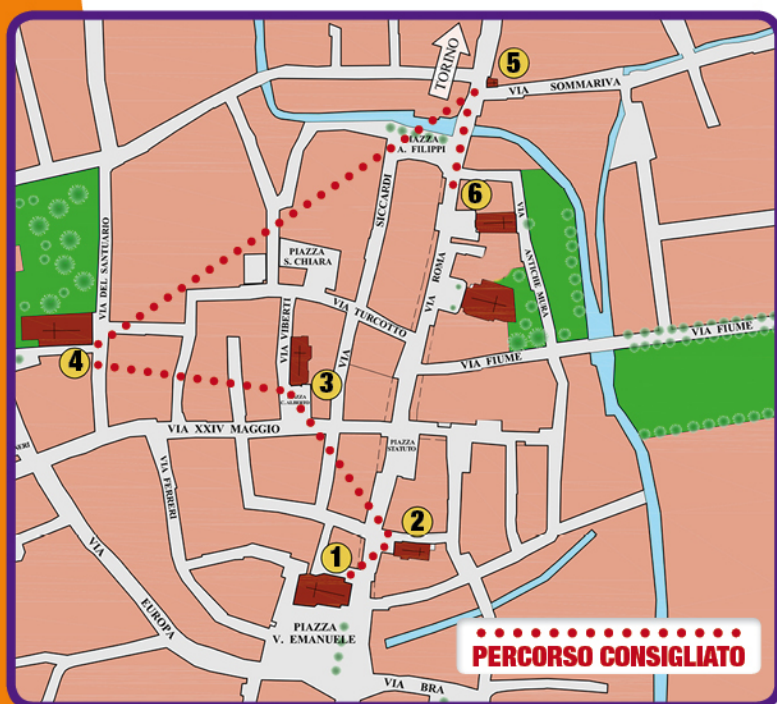 TORINO
5
VIA SOMMARIVA
PIAZZA
A. FILIPPI
SICCARDI
6
VIA
ANTICHE MURA
VIA DEL SANTUARIO
PIAZZA
S. CHIARA
VIA ROMA
VIA TURCOTTO
VIA VIBERTI
VIA FIUME
VIA FIUME
4
3
VIA
C. ALBERTO
VIA XXIV MAGGIO
PIAZZA
STATUTO
VIA FERRERI
2
1
VIA
EUROPA
PIAZZA
V. EMANUELE
PERCORSO CONSIGLIATO
VIA BRA